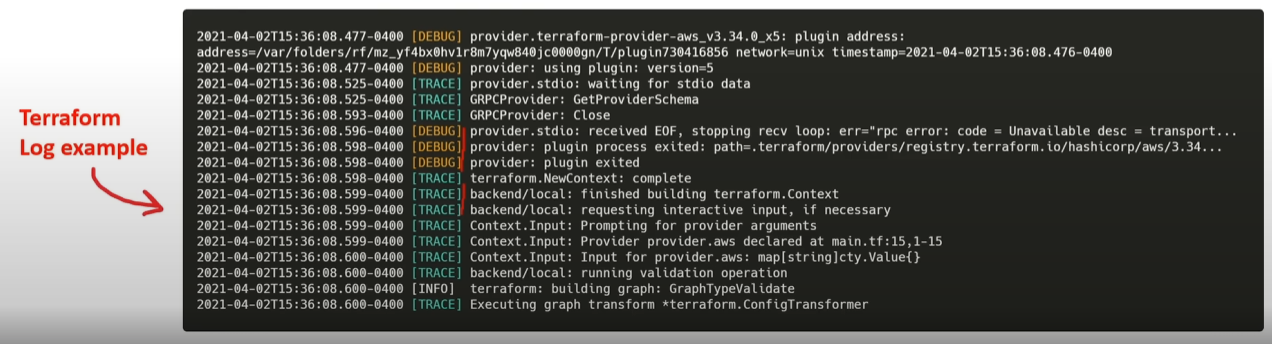 Terraform
Log example
2021-04-02T15:36:08.477-0400 [DEBUG] provider.terraform-provider-aws_v3.34.0_x5: plugin address:
address=/var/folders/rf/mz_yf4bx0hv1r8m7yqw840jc0000gn/T/plugin730416856 network=unix timestamp=2021-04-02T15:36:08.476-0400
2021-04-02T15:36:08.477-0400 [DEBUG] provider: using plugin: version=5
2021-04-02T15:36:08.525-0400 [TRACE] provider.stdio: waiting for stdio data
2021-04-02T15:36:08.525-0400 [TRACE] GRPCProvider: GetProviderSchema
2021-04-02T15:36:08.593-0400 [TRACE] GRPCProvider: Close
2021-04-02T15:36:08.596-0400 [DEBUG] provider.stdio: received EOF, stopping recv loop: err="rpc error: code = Unavailable desc = transport...
2021-04-02T15:36:08.598-0400 [DEBUG] provider: plugin process exited: path=.terraform/providers/registry.terraform.io/hashicorp/aws/3.34...
2021-04-02T15:36:08.598-0400 [DEBUG] provider: plugin exited
2021-04-02T15:36:08.598-0400 [TRACE] terraform.NewContext: complete
2021-04-02T15:36:08.599-0400 [TRACE] backend/local: finished building terraform.Context
2021-04-02T15:36:08.599-0400 [TRACE] backend/local: requesting interactive input, if necessary
2021-04-02T15:36:08.599-0400 [TRACE] Context.Input: Prompting for provider arguments
2021-04-02T15:36:08.599-0400 [TRACE] Context.Input: Provider provider.aws declared at main.tf:15,1-15
2021-04-02T15:36:08.600-0400 [TRACE] Context.Input: Input for provider.aws: map[string]cty.Value{}
2021-04-02T15:36:08.600-0400 [TRACE] backend/local: running validation operation
2021-04-02T15:36:08.600-0400 [INFO] terraform: building graph: GraphTypeValidate
2021-04-02T15:36:08.600-0400 [TRACE] Executing graph transform *terraform.ConfigTransformer